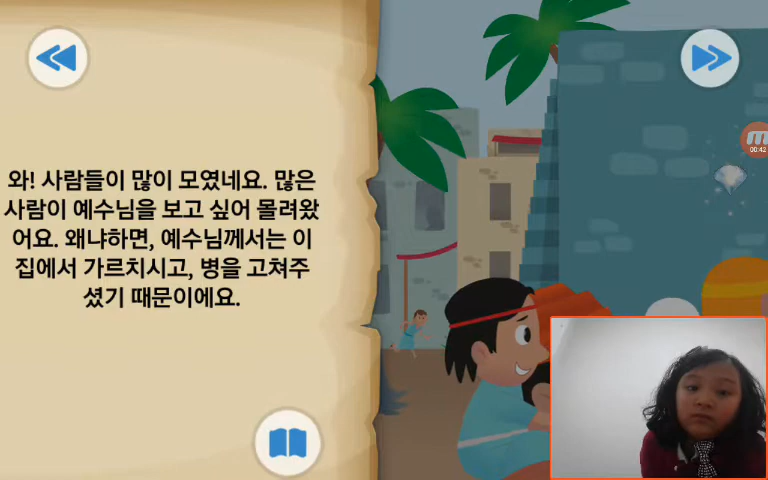 와! 사람들이 많이 모였네요. 많은
사람이 예수님을 보고 싶어 몰려왔
어요. 왜냐하면, 예수님께서는 이
집에서 가르치시고, 병을 고쳐주
셨기 때문이에요.
00:42